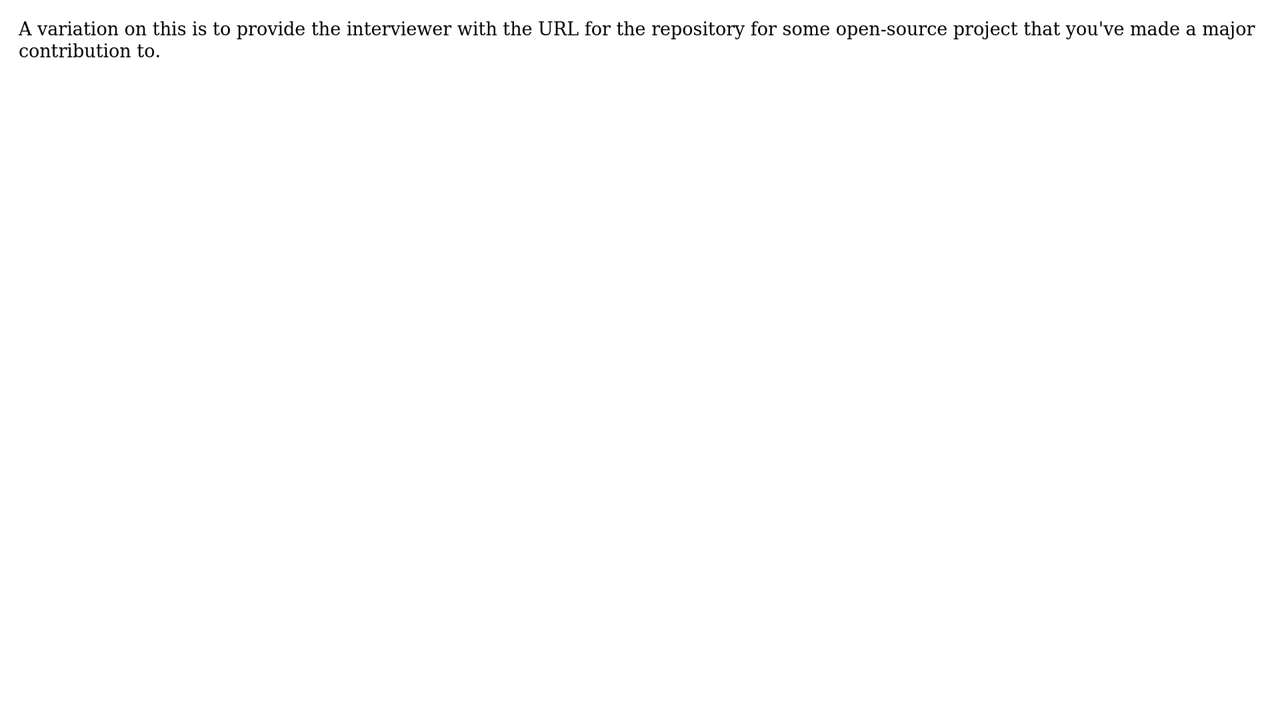 A variation on this is to provide the interviewer with the URL for the repository for some open-source project that you've made a major
contribution to.